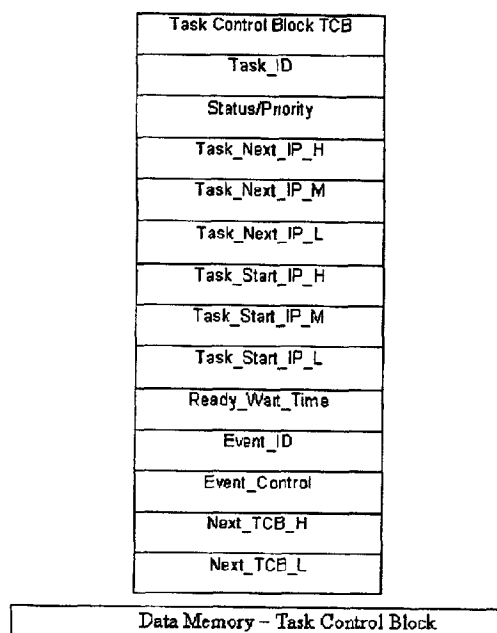 Task Control Block TCB
Task_ID
Status/Priority
Task_Next_IP_H
Task_Next_IP_M
Task_Next_IP_L
Task_Start_IP_H
Task_Start_IP_M
Task_Start_IP_L
Ready_Wart_Time
Event_ID
Event_Control
Next_TCB_H
Next_TCB_L
Data Memory – Task Control Block